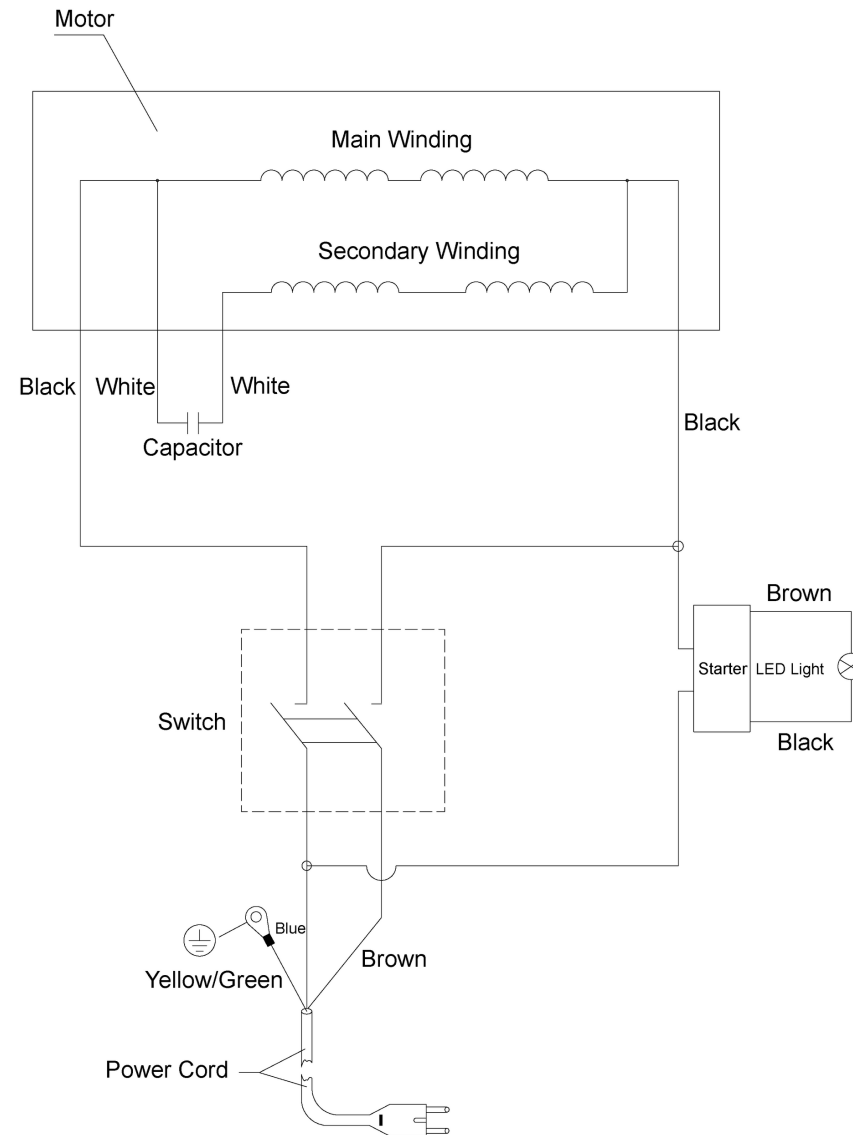 Motor
Main Winding
Secondary Winding
Black
White
White
Capacitor
Black
Brown
Starter
LED Light
Black
Switch
Blue
Yellow/Green
Brown
Power Cord